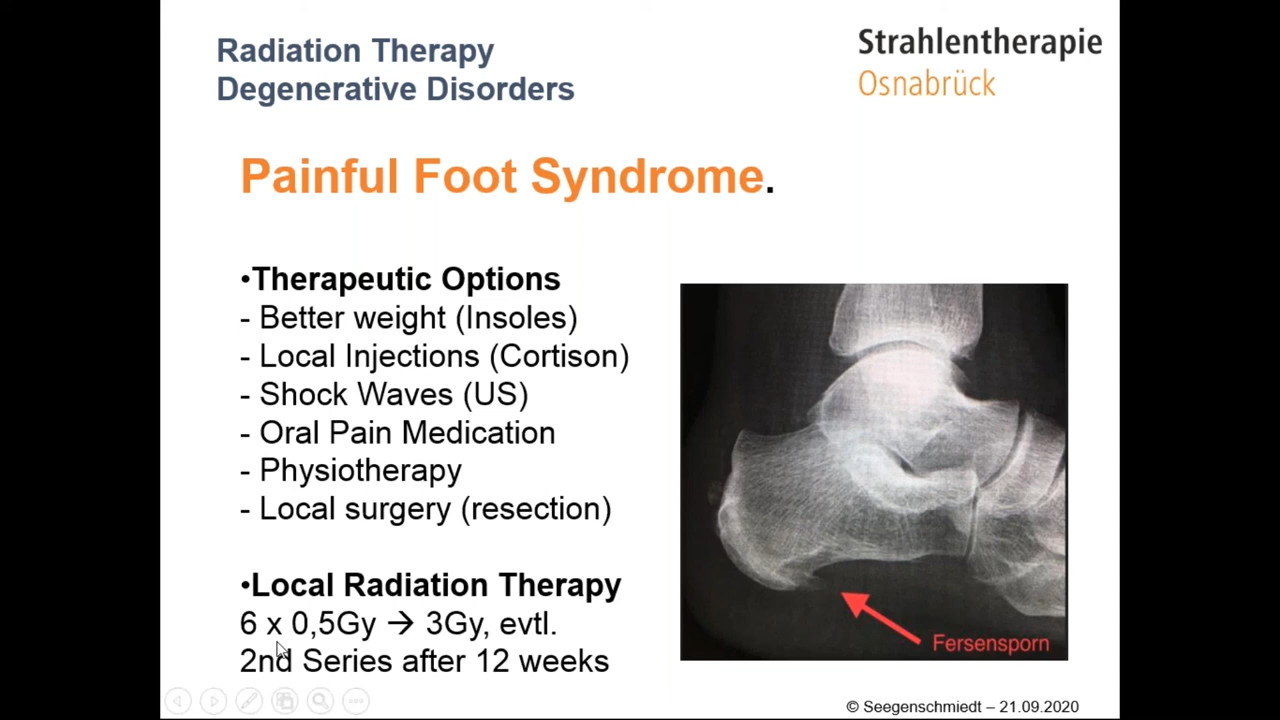 Radiation Therapy
Degenerative Disorders
Strahlentherapie
Osnabrück
Painful Foot Syndrome.
•Therapeutic Options
- Better weight (Insoles)
- Local Injections (Cortison)
- Shock Waves (US)
- Oral Pain Medication
- Physiotherapy
- Local surgery (resection)
•Local Radiation Therapy
6 x 0,5Gy → 3Gy, evtl.
2nd Series after 12 weeks
Fersensporn
© Seegenschmiedt – 21.09.2020